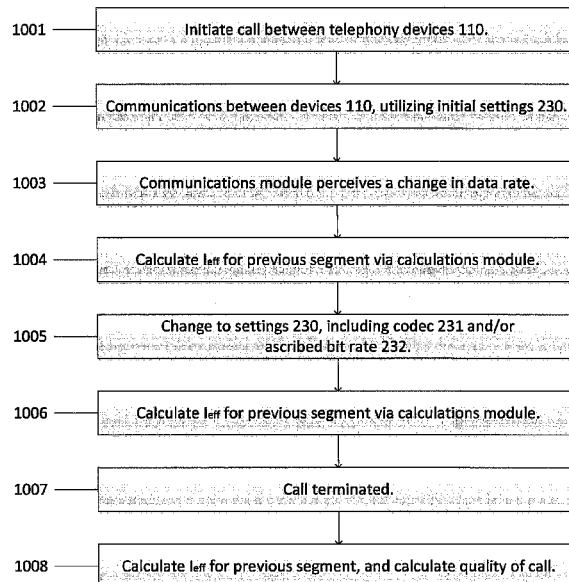 1001 Initiate call between telephony devices 110.
1002 Communications between devices 110, utilizing initial settings 230.
1003 Communications module perceives a change in data rate.
1004 Calculate Ieff for previous segment via calculations module.
1005 Change to settings 230, including codec 231 and/or
ascribed bit rate 232.
1006 Calculate Ieff for previous segment via calculations module.
1007 Call terminated.
1008 Calculate Ieff for previous segment, and calculate quality of call.